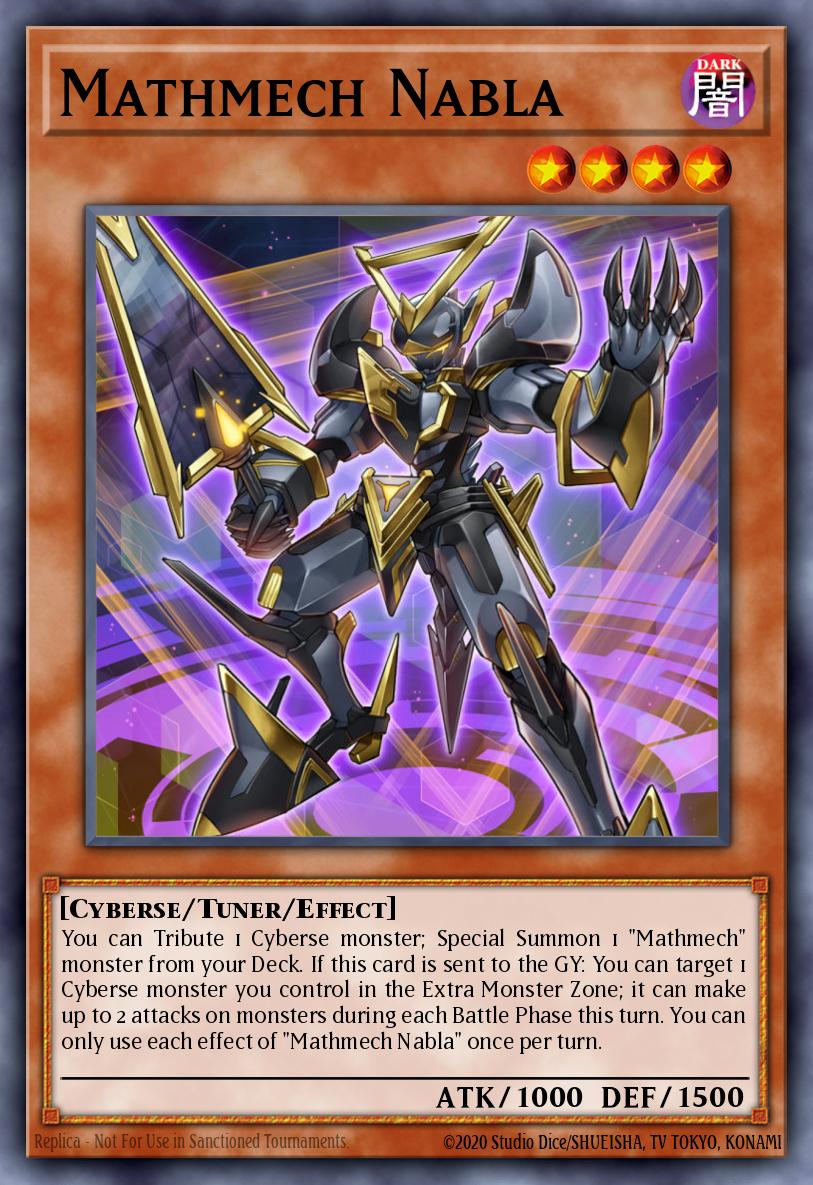 Mathmech Nabla
DARK
闇
[Cyberse/Tuner/Effect]
You can Tribute 1 Cyberse monster; Special Summon 1 "Mathmech"
monster from your Deck. If this card is sent to the GY: You can target 1
Cyberse monster you control in the Extra Monster Zone; it can make
up to 2 attacks on monsters during each Battle Phase this turn. You can
only use each effect of "Mathmech Nabla" once per turn.
ATK/1000 DEF/1500
Replica - Not For Use in Sanctioned Tournaments.
©2020 Studio Dice/SHUEISHA, TV TOKYO, KONAMI